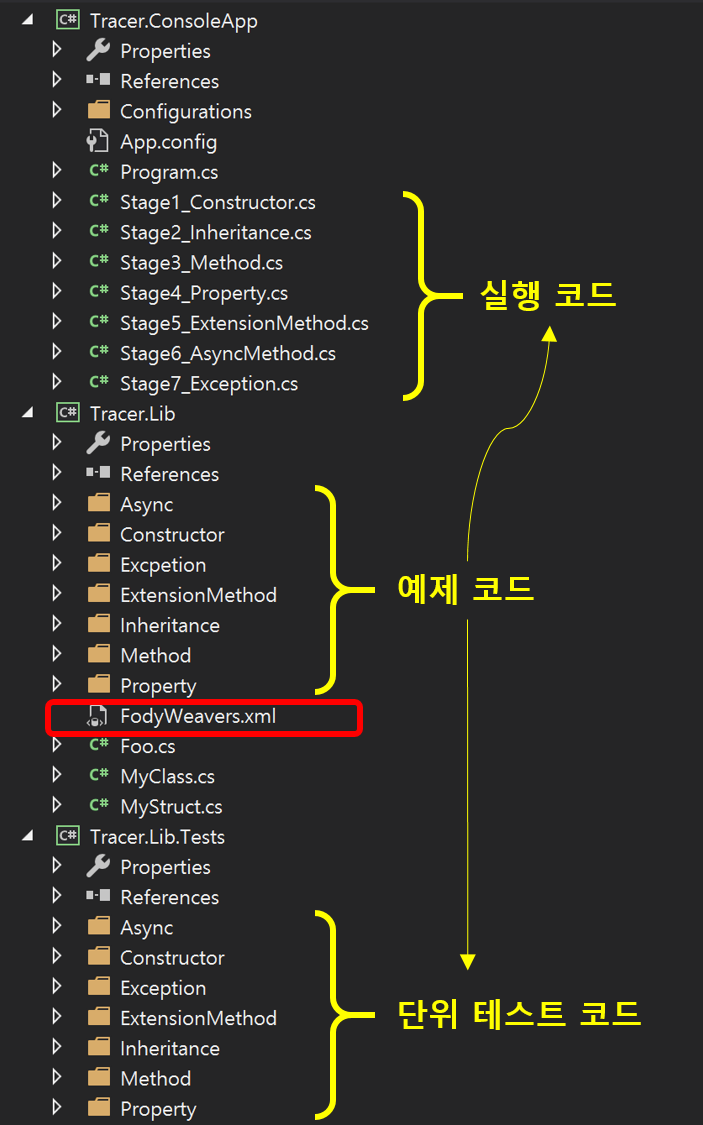 C# Tracer.ConsoleApp
Properties
References
Configurations
App.config
C# Program.cs
C# Stage1_Constructor.cs
C# Stage2_Inheritance.cs
C# Stage3_Method.cs
C# Stage4_Property.cs
C# Stage5_ExtensionMethod.cs
C# Stage6_AsyncMethod.cs
C# Stage7_Exception.cs
실행 코드
C# Tracer.Lib
Properties
References
Async
Constructor
Excpetion
ExtensionMethod
Inheritance
Method
Property
예제 코드
FodyWeavers.xml
C# Foo.cs
C# MyClass.cs
C# MyStruct.cs
C# Tracer.Lib.Tests
Properties
References
Async
Constructor
Exception
ExtensionMethod
Inheritance
Method
Property
단위 테스트 코드